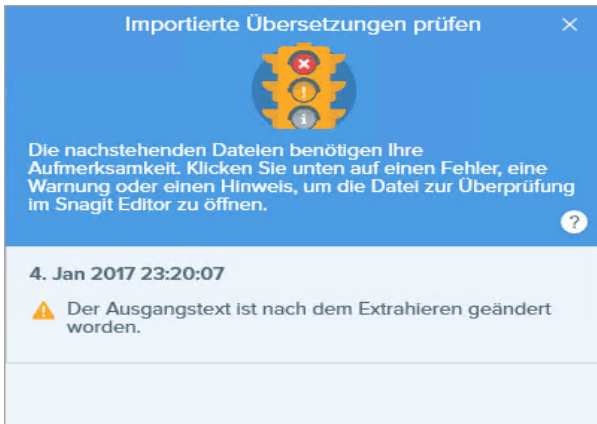 Importierte Übersetzungen prüfen
Die nachstehenden Dateien benötigen Ihre
Aufmerksamkeit. Klicken Sie unten auf einen Fehler, eine
Warnung oder einen Hinweis, um die Datei zur Überprüfung
im Snagit Editor zu öffnen.
?
4. Jan 2017 23:20:07
Der Ausgangstext ist nach dem Extrahieren geändert
worden.